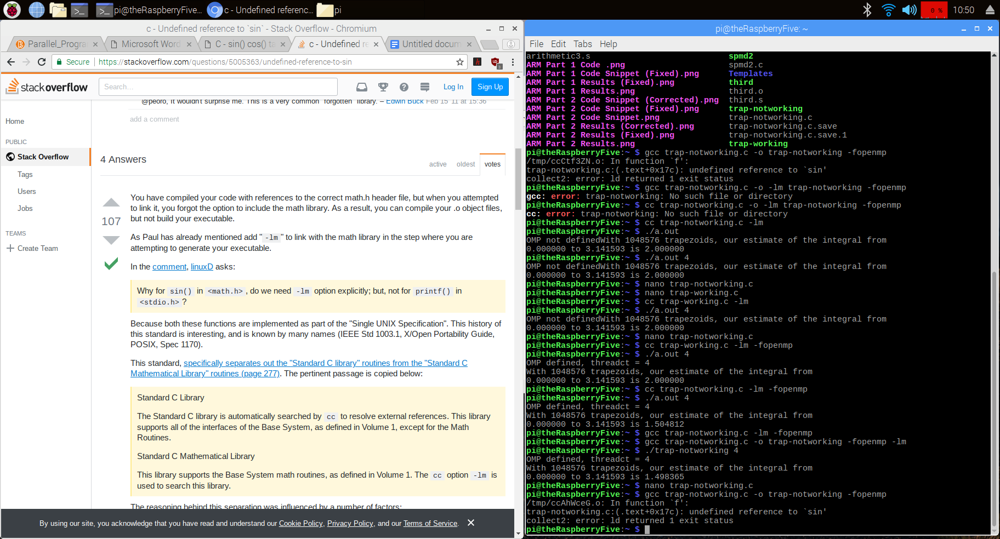 pi@theRaspberryFive...
c - Undefined referenc...
pi
0 %
10:50
c - Undefined reference to `sin` - Stack Overflow - Chromium
Parallel_Progra
Microsoft Word
C - sin() cos() ta
c - Undefined re
Untitled docum
Secure
https://stackoverflow.com/questions/5005363/undefined-reference-to-sin
3
stackoverflow
Search...
Log In
Sign Up
@peoro, it wouldn't surprise me. This is a very common "forgotten" library. – Edwin Buck Feb 15 '11 at 15:36
add a comment
Home
PUBLIC
Stack Overflow
Tags
Users
Jobs
TEAMS
Create Team
4 Answers
active
oldest
votes
107
You have compiled your code with references to the correct math.h header file, but when you attempted
to link it, you forgot the option to include the math library. As a result, you can compile your .o object files,
but not build your executable.
As Paul has already mentioned add "-lm" to link with the math library in the step where you are
attempting to generate your executable.
In the comment, linuxD asks:
Why for sin() in <math.h>, do we need -lm option explicitly; but, not for printf() in
<stdio.h>?
Because both these functions are implemented as part of the "Single UNIX Specification". This history of
this standard is interesting, and is known by many names (IEEE Std 1003.1, X/Open Portability Guide,
POSIX, Spec 1170).
This standard, specifically separates out the "Standard C library" routines from the "Standard C
Mathematical Library" routines (page 277). The pertinent passage is copied below:
Standard C Library
The Standard C library is automatically searched by cc to resolve external references. This library
supports all of the interfaces of the Base System, as defined in Volume 1, except for the Math
Routines.
Standard C Mathematical Library
This library supports the Base System math routines, as defined in Volume 1. The cc option -lm is
used to search this library.
The reasoning behind this separation was influenced by a number of factors:
By using our site, you acknowledge that you have read and understand our Cookie Policy, Privacy Policy, and our Terms of Service.
pi@theRaspberryFive: ~
File Edit Tabs Help
arithmetic3.s spmd2
ARM Part 1 Code .png spmd2.c
ARM Part 1 Code Snippet (Fixed).png Templates
ARM Part 1 Results (Fixed).png third
ARM Part 1 Results.png third.o
ARM Part 2 Code Snippet (Corrected).png third.s
ARM Part 2 Code Snippet (Fixed).png trap-notworking
ARM Part 2 Code Snippet.png trap-notworking.c
ARM Part 2 Results (Corrected).png trap-notworking.c.save
ARM Part 2 Results (Fixed).png trap-notworking.c.save.1
ARM Part 2 Results.png trap-working
pi@theRaspberryFive:~ $ gcc trap-notworking.c -o trap-notworking -fopenmp
/tmp/ccCtf3ZN.o: In function `f':
trap-notworking.c:(.text+0x17c): undefined reference to `sin'
collect2: error: ld returned 1 exit status
pi@theRaspberryFive:~ $ gcc trap-notworking.c -o -lm trap-notworking -fopenmp
gcc: error: trap-notworking: No such file or directory
pi@theRaspberryFive:~ $ cc trap-notworking.c -o -lm trap-notworking -fopenmp
cc: error: trap-notworking: No such file or directory
pi@theRaspberryFive:~ $ cc trap-notworking.c -lm
pi@theRaspberryFive:~ $ ./a.out
OMP not definedWith 1048576 trapezoids, our estimate of the integral from
0.000000 to 3.141593 is 2.000000
pi@theRaspberryFive:~ $ ./a.out 4
OMP not definedWith 1048576 trapezoids, our estimate of the integral from
0.000000 to 3.141593 is 2.000000
pi@theRaspberryFive:~ $ nano trap-notworking.c
pi@theRaspberryFive:~ $ nano trap-working.c
pi@theRaspberryFive:~ $ cc trap-working.c -lm
pi@theRaspberryFive:~ $ ./a.out 4
OMP not definedWith 1048576 trapezoids, our estimate of the integral from
0.000000 to 3.141593 is 2.000000
pi@theRaspberryFive:~ $ nano trap-notworking.c
pi@theRaspberryFive:~ $ cc trap-working.c -lm -fopenmp
pi@theRaspberryFive:~ $ ./a.out 4
OMP defined, threadct = 4
With 1048576 trapezoids, our estimate of the integral from
0.000000 to 3.141593 is 2.000000
pi@theRaspberryFive:~ $ cc trap-notworking.c -lm -fopenmp
pi@theRaspberryFive:~ $ ./a.out 4
OMP defined, threadct = 4
With 1048576 trapezoids, our estimate of the integral from
0.000000 to 3.141593 is 1.504812
pi@theRaspberryFive:~ $ gcc trap-notworking.c -lm -fopenmp
pi@theRaspberryFive:~ $ gcc trap-notworking.c -o trap-notworking -fopenmp -lm
pi@theRaspberryFive:~ $ ./trap-notworking 4
OMP defined, threadct = 4
With 1048576 trapezoids, our estimate of the integral from
0.000000 to 3.141593 is 1.498365
pi@theRaspberryFive:~ $ nano trap-notworking.c
pi@theRaspberryFive:~ $ gcc trap-notworking.c -o trap-notworking -fopenmp
/tmp/ccAhWceG.o: In function `f':
trap-notworking.c:(.text+0x17c): undefined reference to `sin'
collect2: error: ld returned 1 exit status
pi@theRaspberryFive:~ $